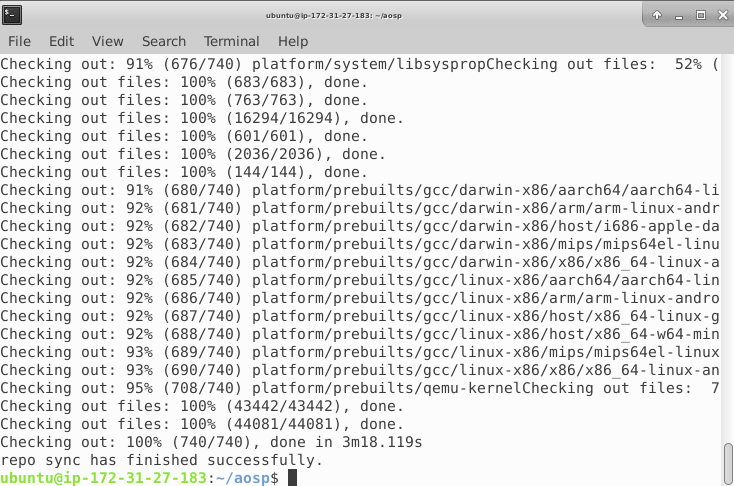 ubuntu@ip-172-31-27-183: ~/aosp
File Edit View Search Terminal Help
Checking out: 91% (676/740) platform/system/libsyspropChecking out files:  52% (
Checking out files: 100% (683/683), done.
Checking out files: 100% (763/763), done.
Checking out files: 100% (16294/16294), done.
Checking out files: 100% (601/601), done.
Checking out files: 100% (2036/2036), done.
Checking out files: 100% (144/144), done.
Checking out: 91% (680/740) platform/prebuilts/gcc/darwin-x86/aarch64/aarch64-li
Checking out: 92% (681/740) platform/prebuilts/gcc/darwin-x86/arm/arm-linux-andr
Checking out: 92% (682/740) platform/prebuilts/gcc/darwin-x86/host/i686-apple-da
Checking out: 92% (683/740) platform/prebuilts/gcc/darwin-x86/mips/mips64el-linu
Checking out: 92% (684/740) platform/prebuilts/gcc/darwin-x86/x86/x86_64-linux-a
Checking out: 92% (685/740) platform/prebuilts/gcc/linux-x86/aarch64/aarch64-lin
Checking out: 92% (686/740) platform/prebuilts/gcc/linux-x86/arm/arm-linux-andro
Checking out: 92% (687/740) platform/prebuilts/gcc/linux-x86/host/x86_64-linux-g
Checking out: 92% (688/740) platform/prebuilts/gcc/linux-x86/host/x86_64-w64-min
Checking out: 93% (689/740) platform/prebuilts/gcc/linux-x86/mips/mips64el-linux
Checking out: 93% (690/740) platform/prebuilts/gcc/linux-x86/x86/x86_64-linux-an
Checking out: 95% (708/740) platform/prebuilts/qemu-kernelChecking out files:  7
Checking out files: 100% (43442/43442), done.
Checking out files: 100% (44081/44081), done.
Checking out: 100% (740/740), done in 3m18.119s
repo sync has finished successfully.
ubuntu@ip-172-31-27-183:~/aosp$